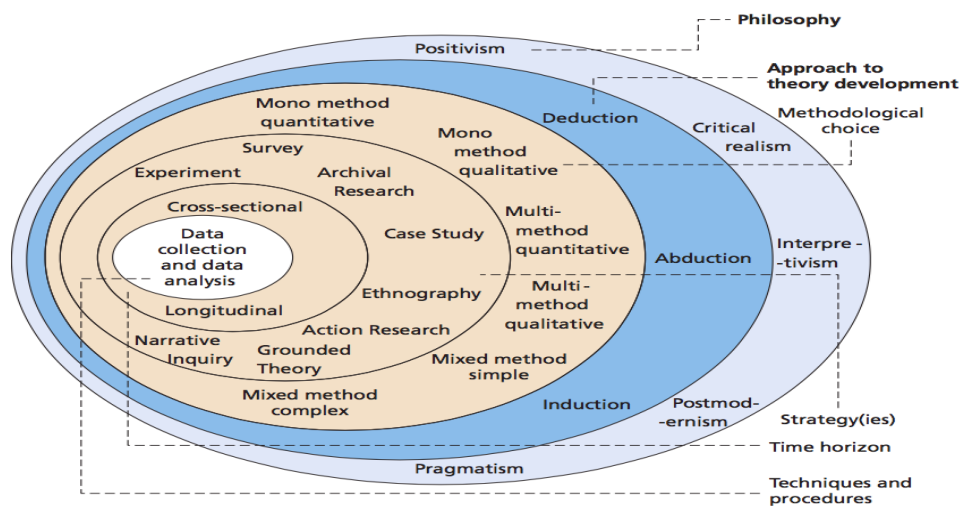 Philosophy
Positivism
Approach to
theory development
Mono method
quantitative
Deduction
Methodological
choice
Critical
realism
Mono
method
qualitative
Survey
Experiment
Archival
Research
Cross-sectional
Multi-
method
quantitative
Data
collection
and data
analysis
Case Study
Abduction
Interpre-
-tivism
Ethnography
Multi-
method
qualitative
Longitudinal
Action Research
Narrative
Inquiry
Grounded
Theory
Mixed method
simple
Mixed method
complex
Induction
Postmod-
-ernism
Strategy(ies)
Time horizon
Pragmatism
Techniques and
procedures